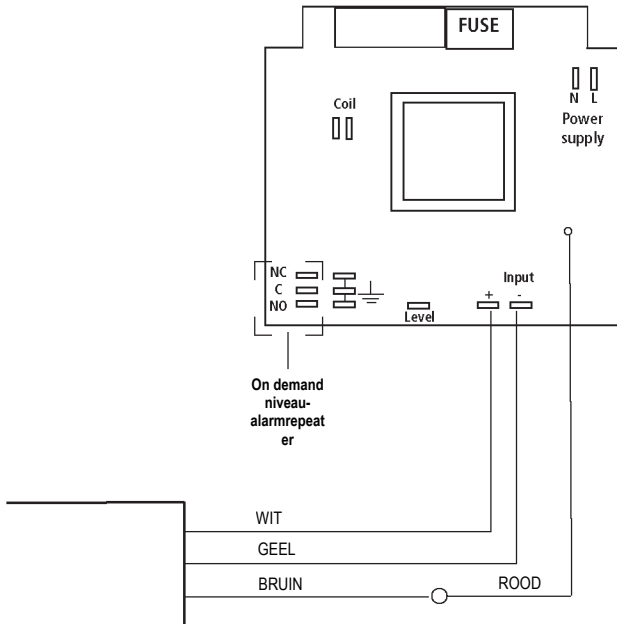 FUSE
Coil
N L
Power
supply
NC
C
NO
Input
+ -
Level
On demand
niveau-
alarmrepeat
er
WIT
GEEL
BRUIN
ROOD